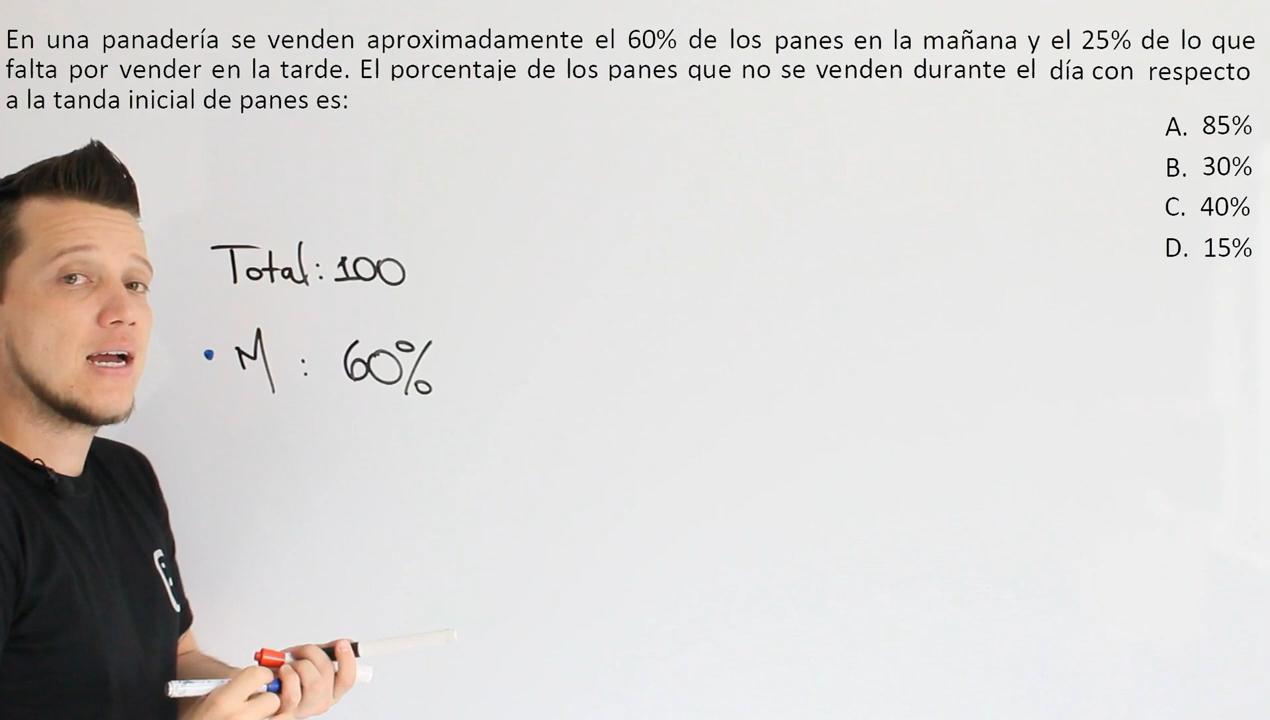 En una panadería se venden aproximadamente el 60% de los panes en la mañana y el 25% de lo que
falta por vender en la tarde. El porcentaje de los panes que no se venden durante el día con respecto
a la tanda inicial de panes es:
A. 85%
B. 30%
C. 40%
D. 15%
Total: 100
• M : 60%